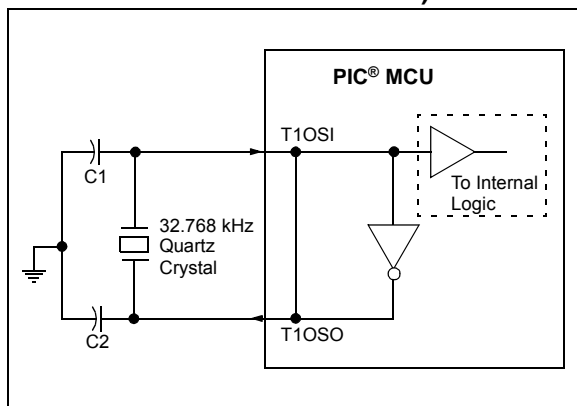 PIC® MCU
T1OSI
C1
To Internal
Logic
32.768 kHz
Quartz
Crystal
T1OSO
C2